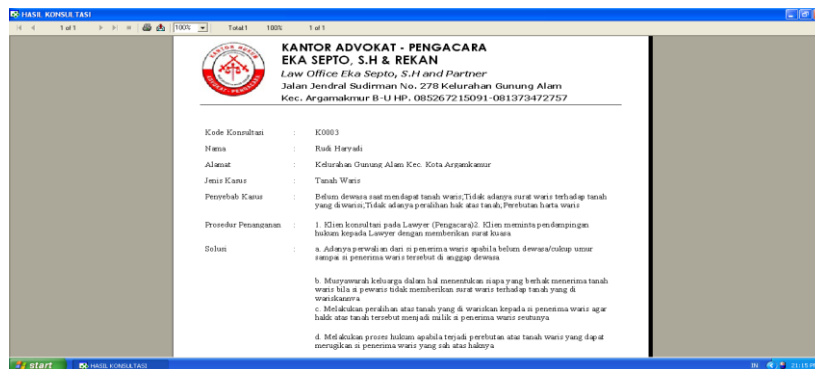 HASIL KONSULTASI
1 of 1 100% Total:1 100% 1 of 1
KANTOR ADVOKAT - PENGACARA
EKA SEPTO, S.H & REKAN
Law Office Eka Septo, S.H and Partner
Jalan Jendral Sudirman No. 278 Kelurahan Gunung Alam
Kec. Argamakmur B-U HP. 085267215091-081373472757
Kode Konsultasi : K0003
Nama : Rudi Haryadi
Alamat : Kelurahan Gunung Alam Kec. Kota Argamkamur
Jenis Kasus : Tanah Waris
Penyebab Kasus : Belum dewasa saat mendapat tanah waris;Tidak adanya surat waris terhadap tanah
yang diwarisi;Tidak adanya peralihan hak atas tanah;Perebutan harta waris
Prosedur Penanganan : 1. Klien konsultasi pada Lawyer (Pengacara)2. Klien meminta pendampingan
hukum kepada Lawyer dengan memberikan surat kuasa
Solusi : a. Adanya perwalian dari si penerima waris apabila belum dewasa/cukup umur
sampai si penerima waris tersebut di anggap dewasa
b. Musyawarah keluarga dalam hal menentukan siapa yang berhak menerima tanah
waris bila si pewaris tidak memberikan surat waris terhadap tanah yang di
wariskannya
c. Melakukan peralihan atas tanah yang di wariskan kepada si penerima waris agar
hakk atas tanah tersebut menjadi milik si penerima waris seutunya
d. Melakukan proses hukum apabila terjadi perebutan atas tanah waris yang dapat
merugikan si penerima waris yang sah atas haknya
start HASIL KONSULTASI IN 21:15